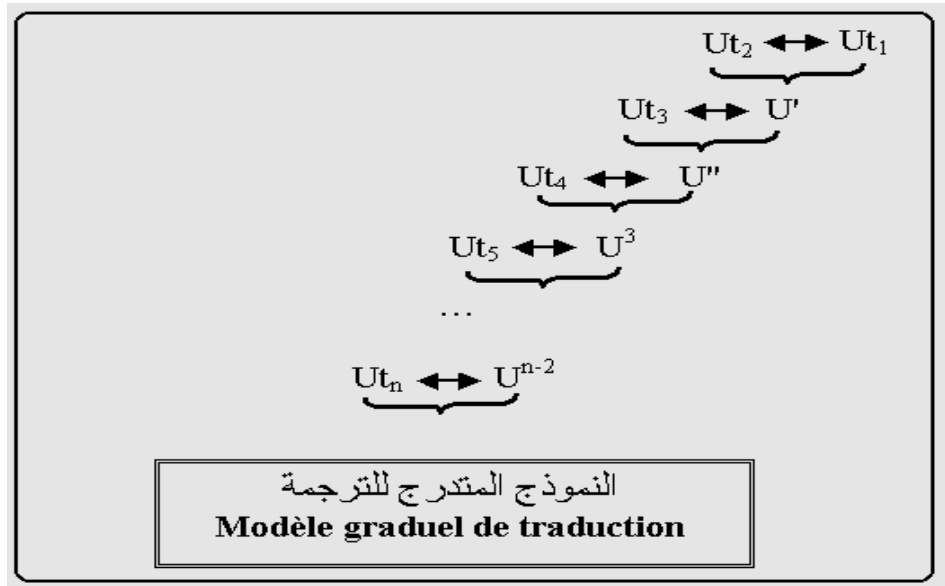 Ut₂ ↔ Ut₁
Ut₃ ↔ U'
Ut₄ ↔ U"
Ut₅ ↔ U³
...
Utₙ ↔ Uⁿ⁻²
النموذج المتدرج للترجمة
Modèle graduel de traduction